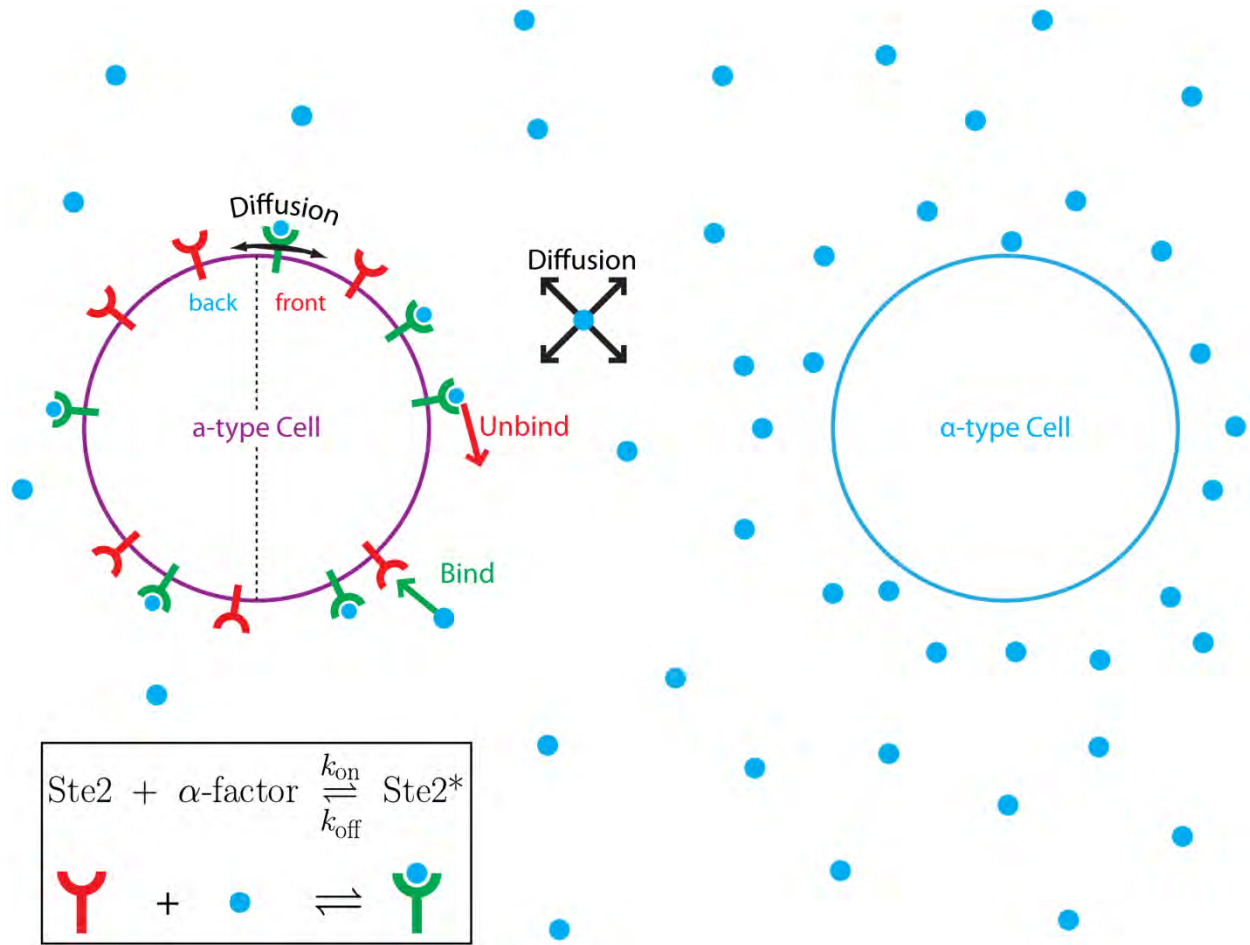 Diffusion
back front
Diffusion
a-type Cell
Unbind
α-type Cell
Bind
Ste2 + α-factor k_on ⇌ k_off Ste2*
+ ⇌